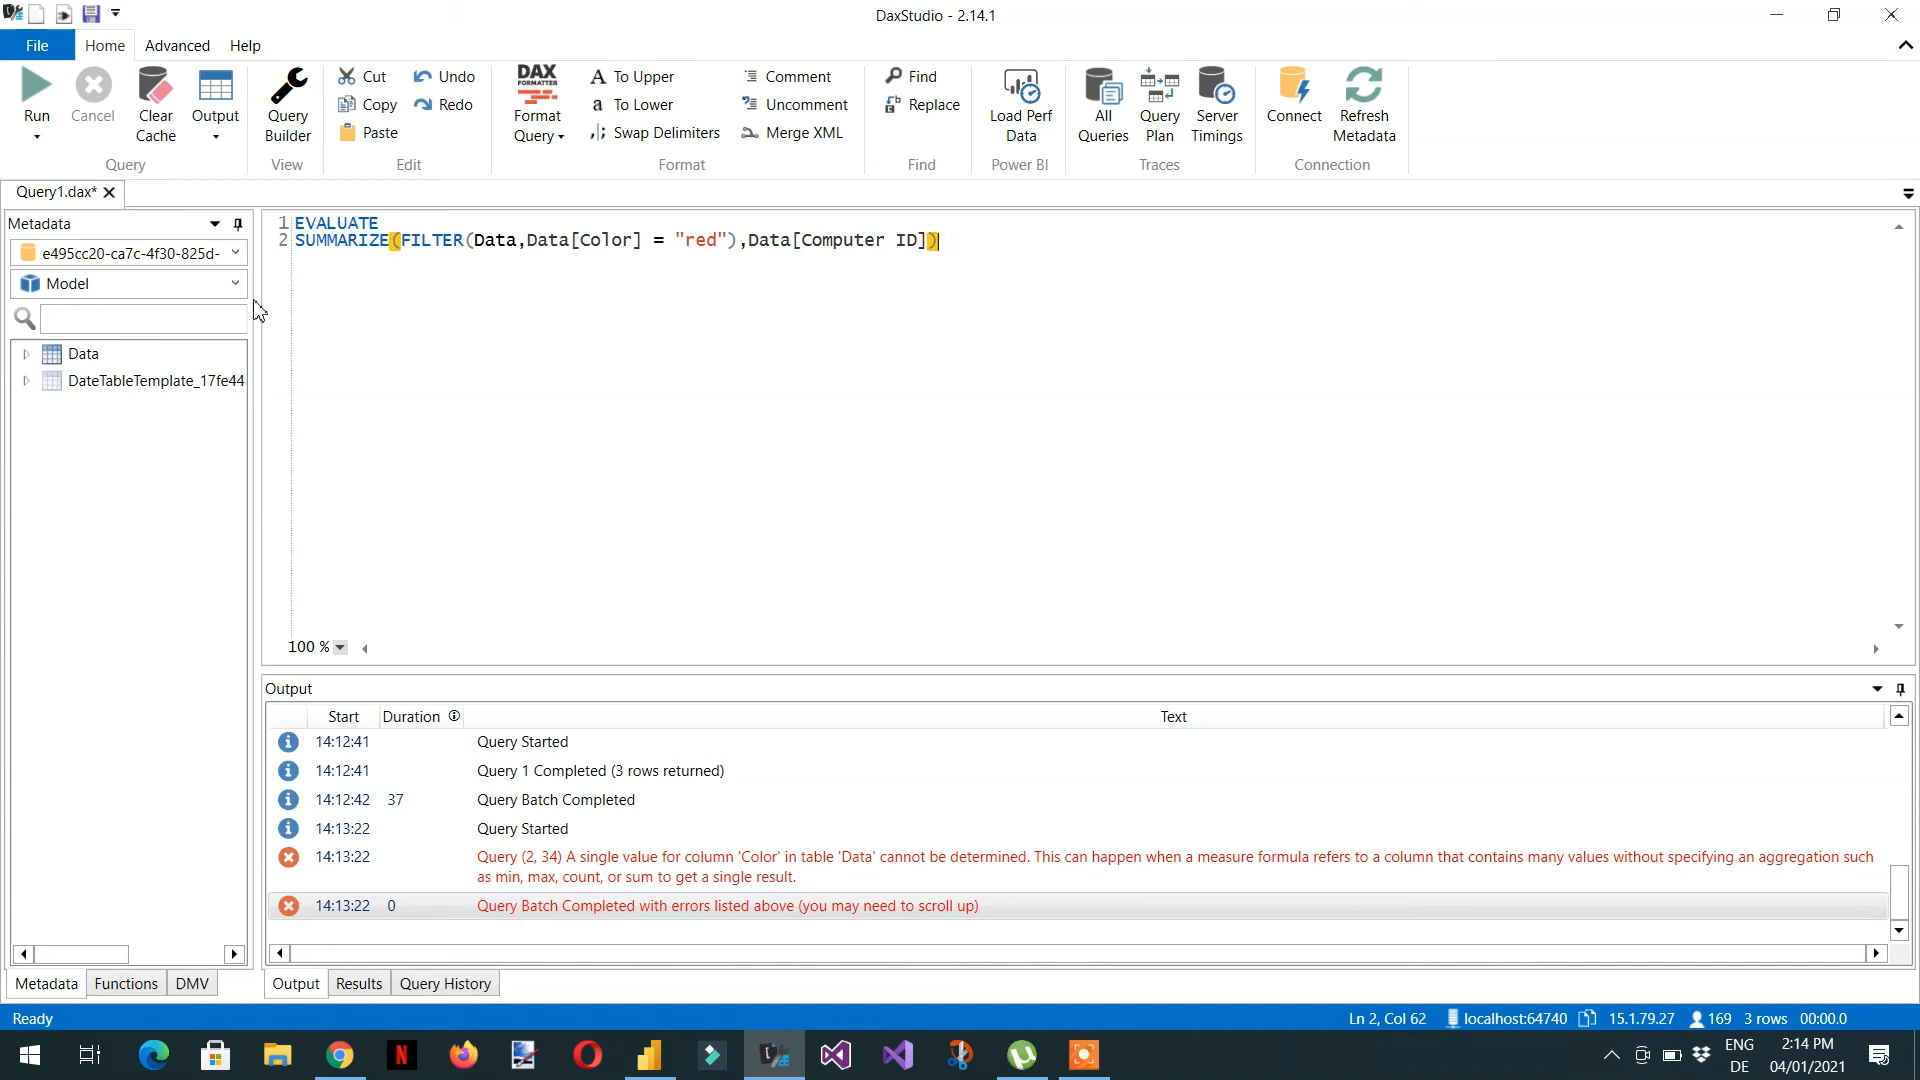 DaxStudio - 2.14.1
File Home Advanced Help
Run
Cancel
Clear
Cache
Output
Query
Query
Builder
View
Cut
Undo
Copy
Redo
Paste
Edit
DAX
FORMATTER
Format
Query
A To Upper
a To Lower
Swap Delimiters
Comment
Uncomment
Merge XML
Format
Find
Replace
Find
Load Perf
Data
Power BI
All
Queries
Query
Plan
Server
Timings
Traces
Connect
Refresh
Metadata
Connection
Query1.dax*
Metadata
e495cc20-ca7c-4f30-825d-
Model
Data
DateTableTemplate_17fe44
1 EVALUATE
2 SUMMARIZE(FILTER(Data,Data[Color] = "red"),Data[Computer ID])
100 %
Output
Start Duration Text
14:12:41 Query Started
14:12:41 Query 1 Completed (3 rows returned)
14:12:42 37 Query Batch Completed
14:13:22 Query Started
14:13:22 Query (2, 34) A single value for column 'Color' in table 'Data' cannot be determined. This can happen when a measure formula refers to a column that contains many values without specifying an aggregation such
as min, max, count, or sum to get a single result.
14:13:22 0 Query Batch Completed with errors listed above (you may need to scroll up)
Metadata Functions DMV
Output Results Query History
Ready
Ln 2, Col 62 localhost:64740 15.1.79.27 169 3 rows 00:00.0
ENG
DE
2:14 PM
04/01/2021